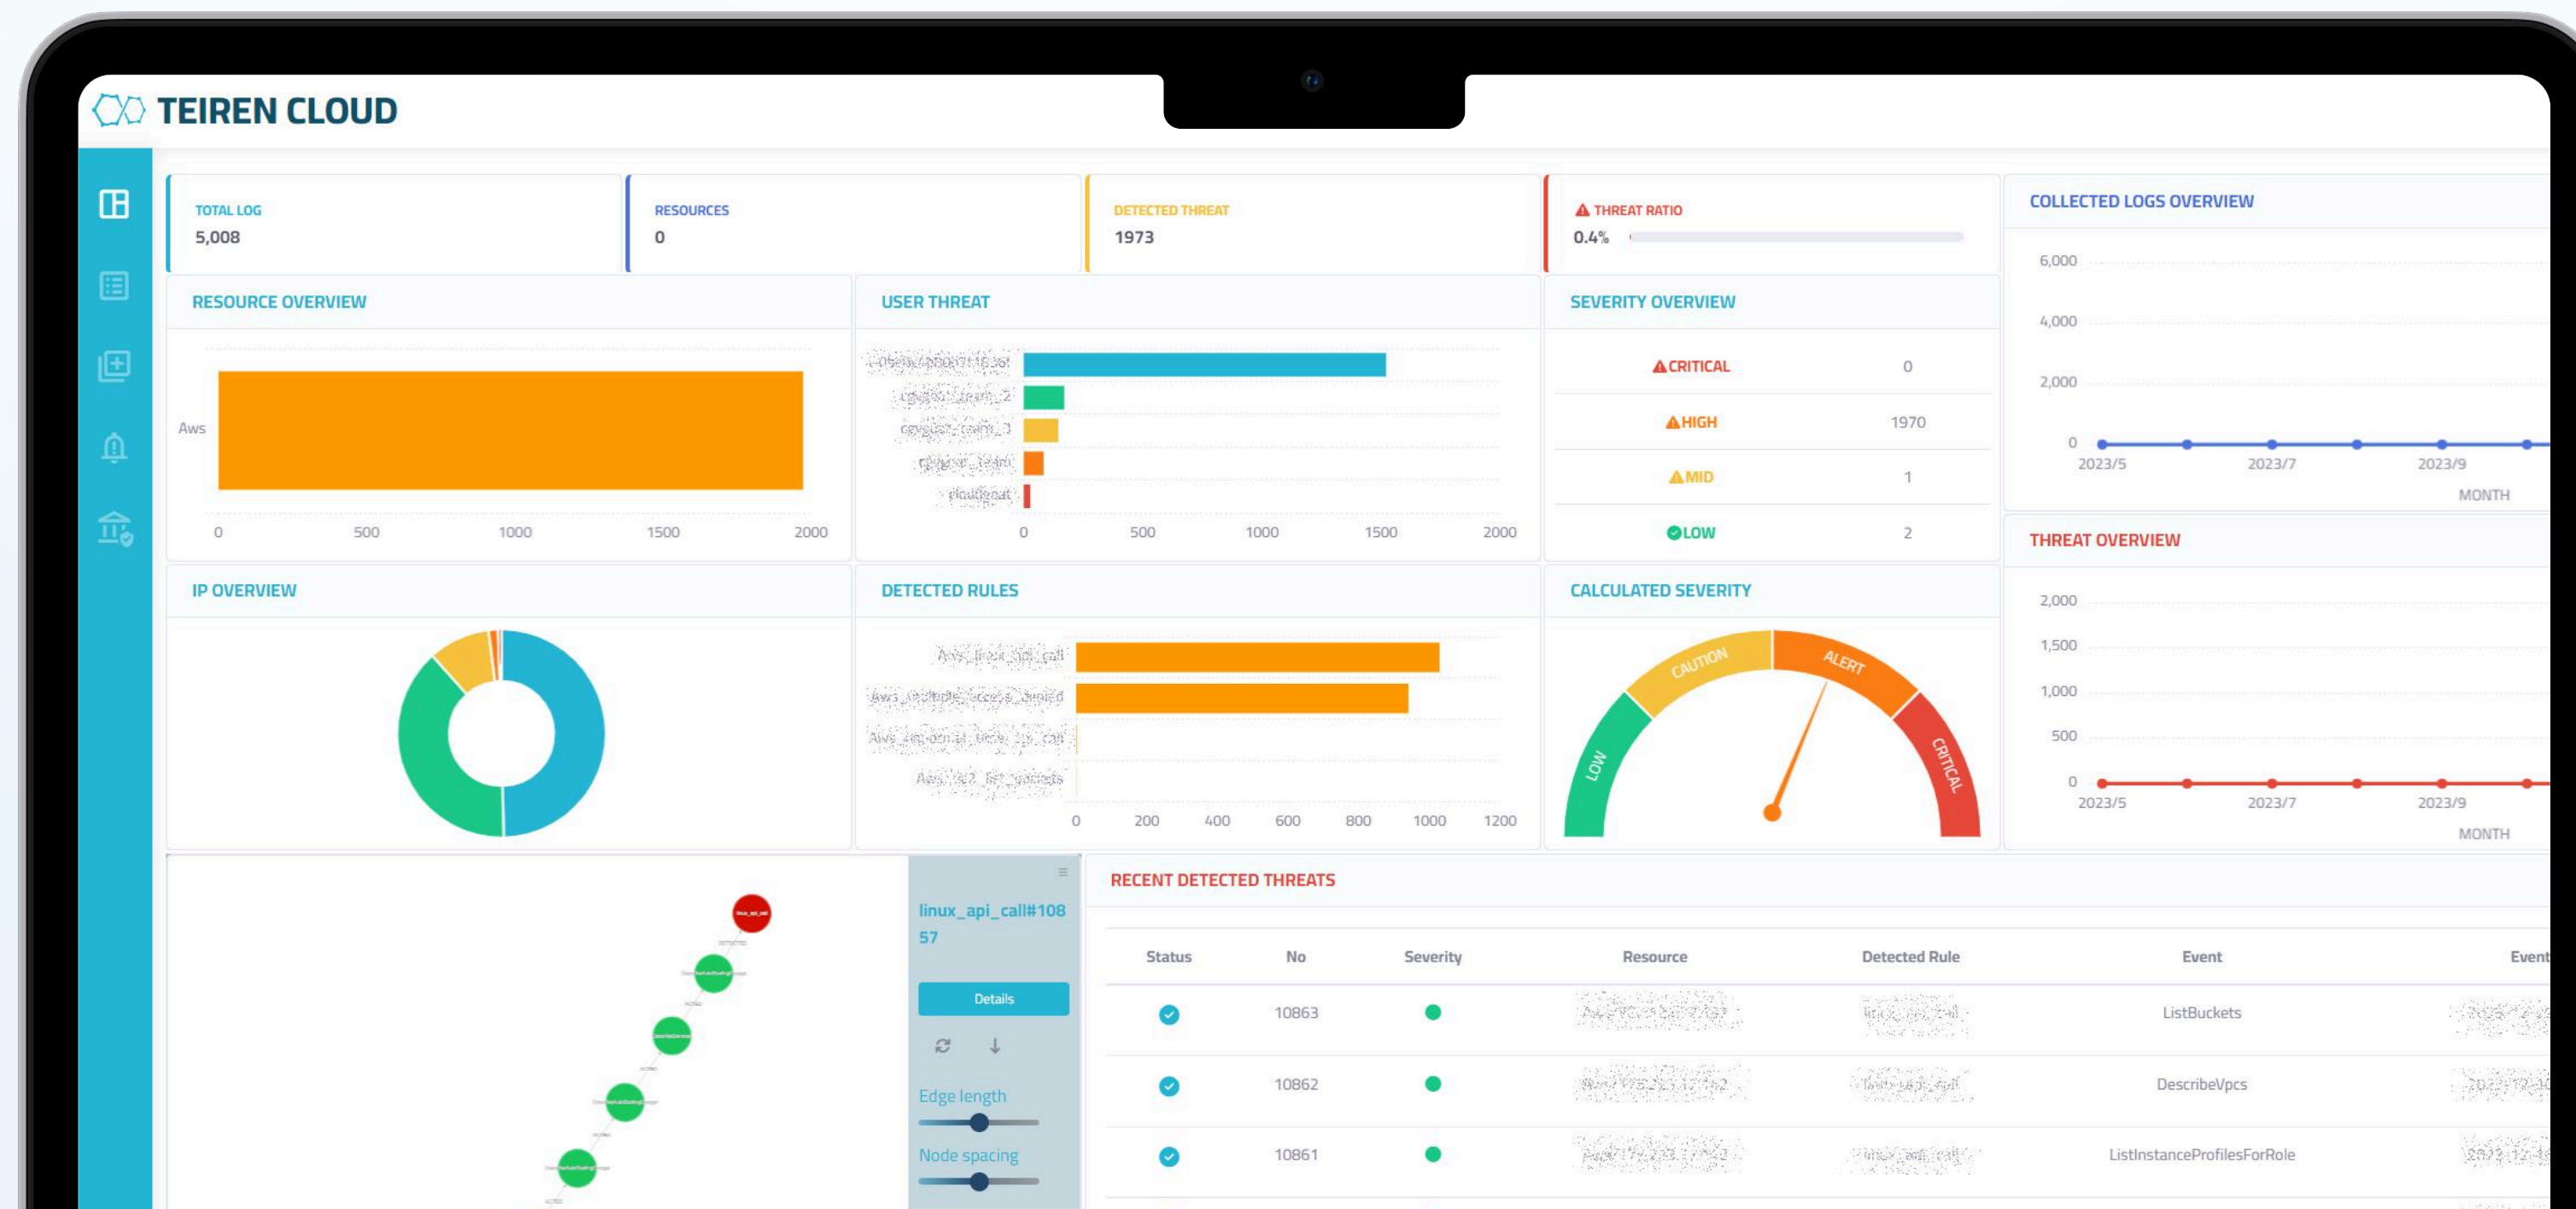 TEIREN CLOUD
TOTAL LOG
5,008
RESOURCES
0
DETECTED THREAT
1973
THREAT RATIO
0.4%
COLLECTED LOGS OVERVIEW
6,000
4,000
2,000
0
2023/5 2023/7 2023/9
MONTH
RESOURCE OVERVIEW
Aws
0 500 1000 1500 2000
USER THREAT
0 500 1000 1500 2000
SEVERITY OVERVIEW
CRITICAL 0
HIGH 1970
MID 1
LOW 2
THREAT OVERVIEW
2,000
1,500
1,000
500
0
2023/5 2023/7 2023/9
MONTH
IP OVERVIEW
DETECTED RULES
0 200 400 600 800 1000 1200
CALCULATED SEVERITY
LOW
CAUTION
ALERT
CRITICAL
linux_api_call#108
57
Details
Edge length
Node spacing
RECENT DETECTED THREATS
Status No Severity Resource Detected Rule Event Event
10863 ListBuckets
10862 DescribeVpcs
10861 ListInstanceProfilesForRole